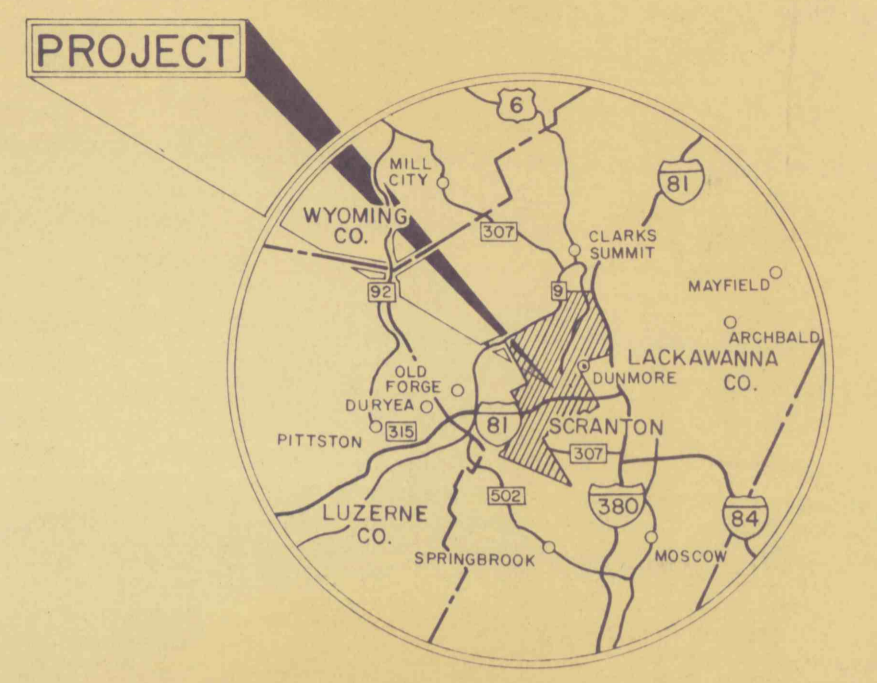 PROJECT
6
MILL
CITY
81
WYOMING
CO.
307
CLARKS
SUMMIT
MAYFIELD
92
9
ARCHBALD
LACKAWANNA
CO.
OLD
FORGE
DUNMORE
DURYEA
81
SCRANTON
315
PITTSTON
307
502
380
84
LUZERNE
CO.
SPRINGBROOK
MOSCOW